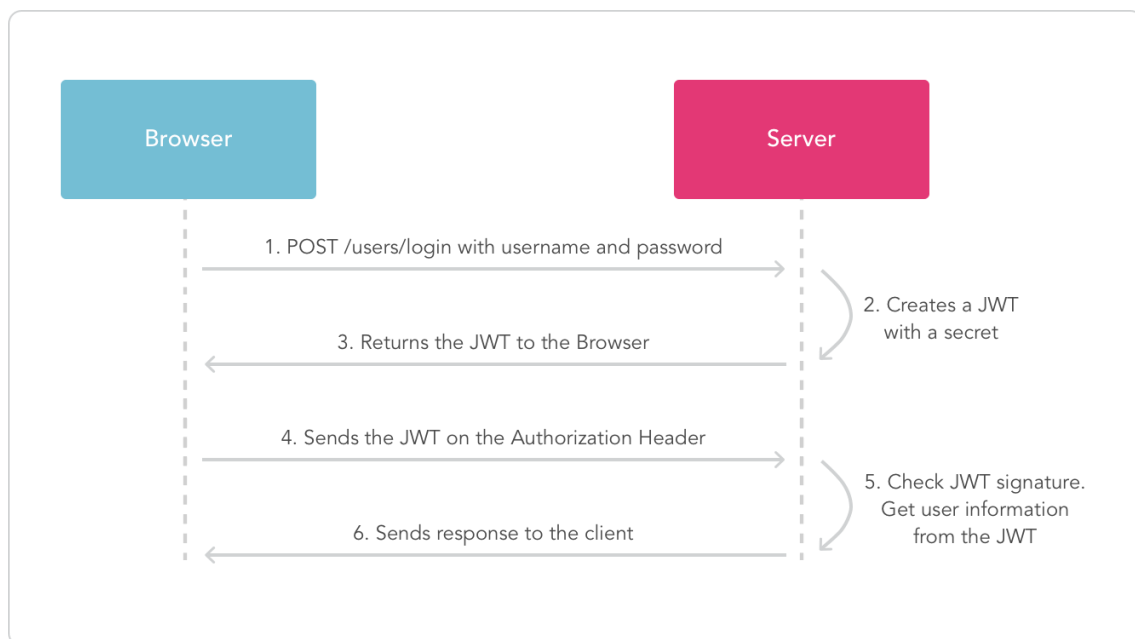 Browser
Server
1. POST /users/login with username and password
2. Creates a JWT
with a secret
3. Returns the JWT to the Browser
4. Sends the JWT on the Authorization Header
5. Check JWT signature.
Get user information
from the JWT
6. Sends response to the client